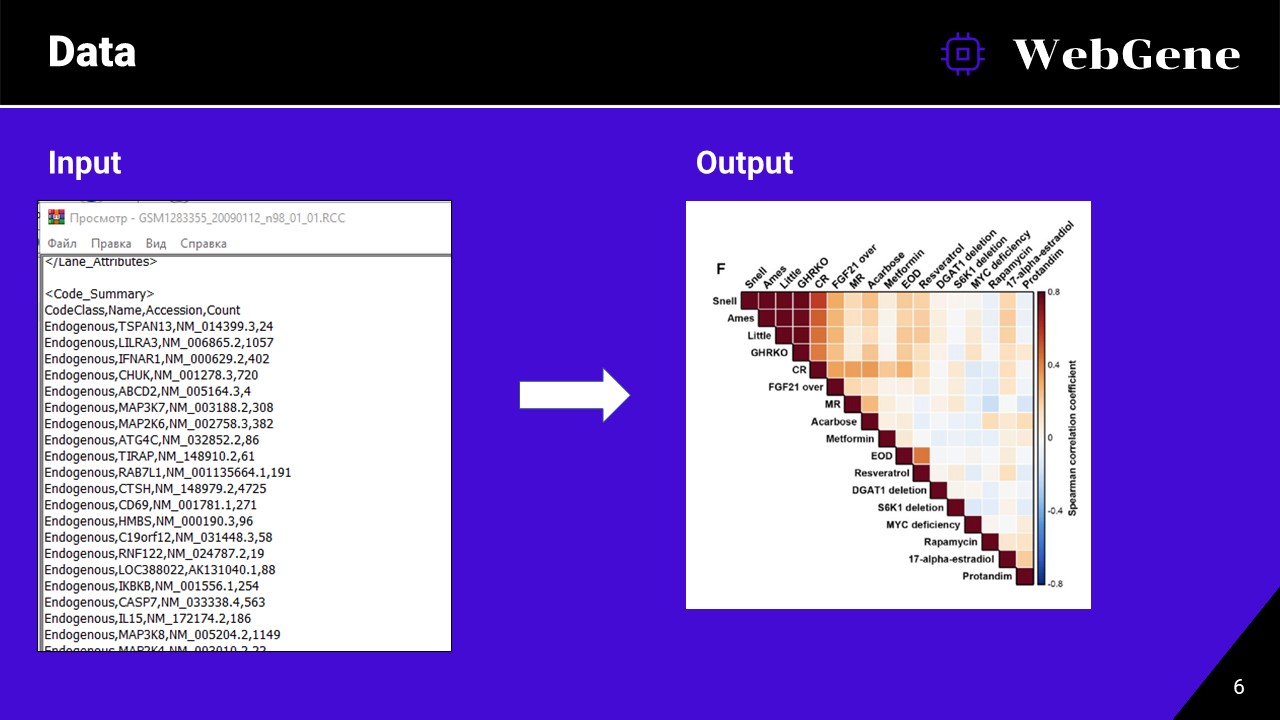 Data
WebGene
Input
Output
Просмотр - GSM1283355_20090112_n98_01_01.RCC
Файл Правка Вид Справка
</Lane_Attributes>
<Code_Summary>
CodeClass,Name,Accession,Count
Endogenous,TSPAN13,NM_014399.3,24
Endogenous,LILRA3,NM_006865.2,1057
Endogenous,IFNAR1,NM_000629.2,402
Endogenous,CHUK,NM_001278.3,720
Endogenous,ABCD2,NM_005164.3,4
Endogenous,MAP3K7,NM_003188.2,308
Endogenous,MAP2K6,NM_002758.3,382
Endogenous,ATG4C,NM_032852.2,86
Endogenous,TIRAP,NM_148910.2,61
Endogenous,RAB7L1,NM_001135664.1,191
Endogenous,CTSH,NM_148979.2,4725
Endogenous,CD69,NM_001781.1,271
Endogenous,HMBS,NM_000190.3,96
Endogenous,C19orf12,NM_031448.3,58
Endogenous,RNF122,NM_024787.2,19
Endogenous,LOC388022,AK131040.1,88
Endogenous,IKBKB,NM_001556.1,254
Endogenous,CASP7,NM_033338.4,563
Endogenous,IL15,NM_172174.2,186
Endogenous,MAP3K8,NM_005204.2,1149
Endogenous,MAP2K4,NM_003010.2,22
F
Snell
Ames
Little
GHRKO
CR
FGF21 over
MR
Acarbose
Metformin
EOD
Resveratrol
DGAT1 deletion
S6K1 deletion
MYC deficiency
Rapamycin
17-alpha-estradiol
Protandim
Snell
Ames
Little
GHRKO
CR
FGF21 over
MR
Acarbose
Metformin
EOD
Resveratrol
DGAT1 deletion
S6K1 deletion
MYC deficiency
Rapamycin
17-alpha-estradiol
Protandim
0.8
0.4
0
-0.4
-0.8
Spearman correlation coefficient
6